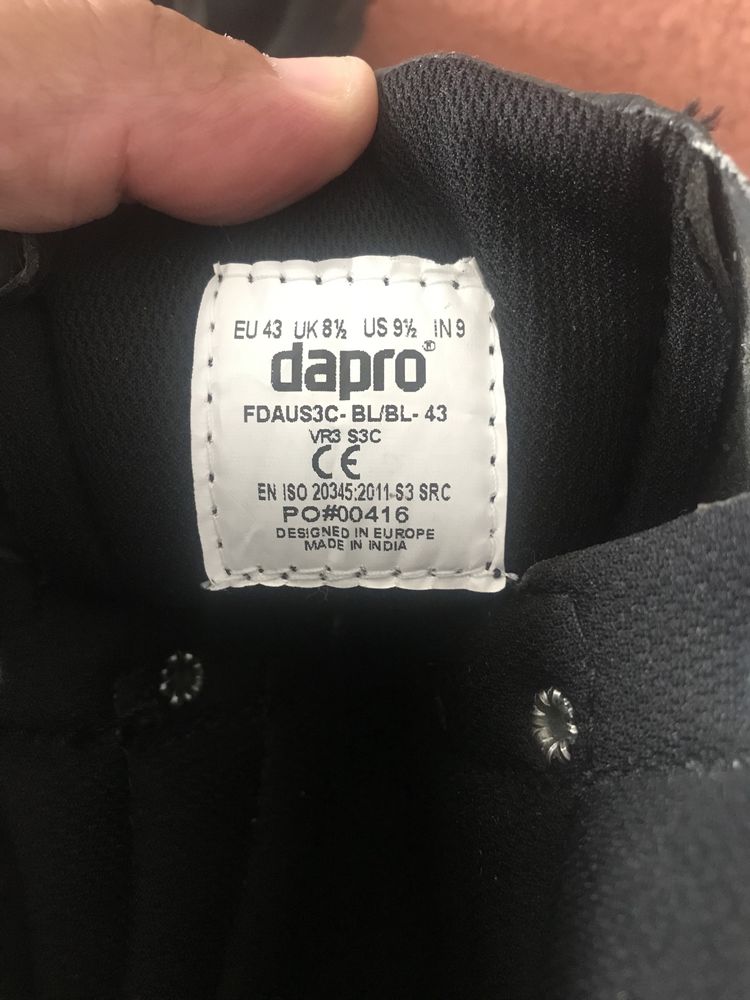 EU 43 UK 8½ US 9½ IN 9
dapro®
FDAUS3C- BL/BL- 43
VR3 S3C
CE
EN ISO 20345:2011 S3 SRC
PO#00416
DESIGNED IN EUROPE
MADE IN INDIA